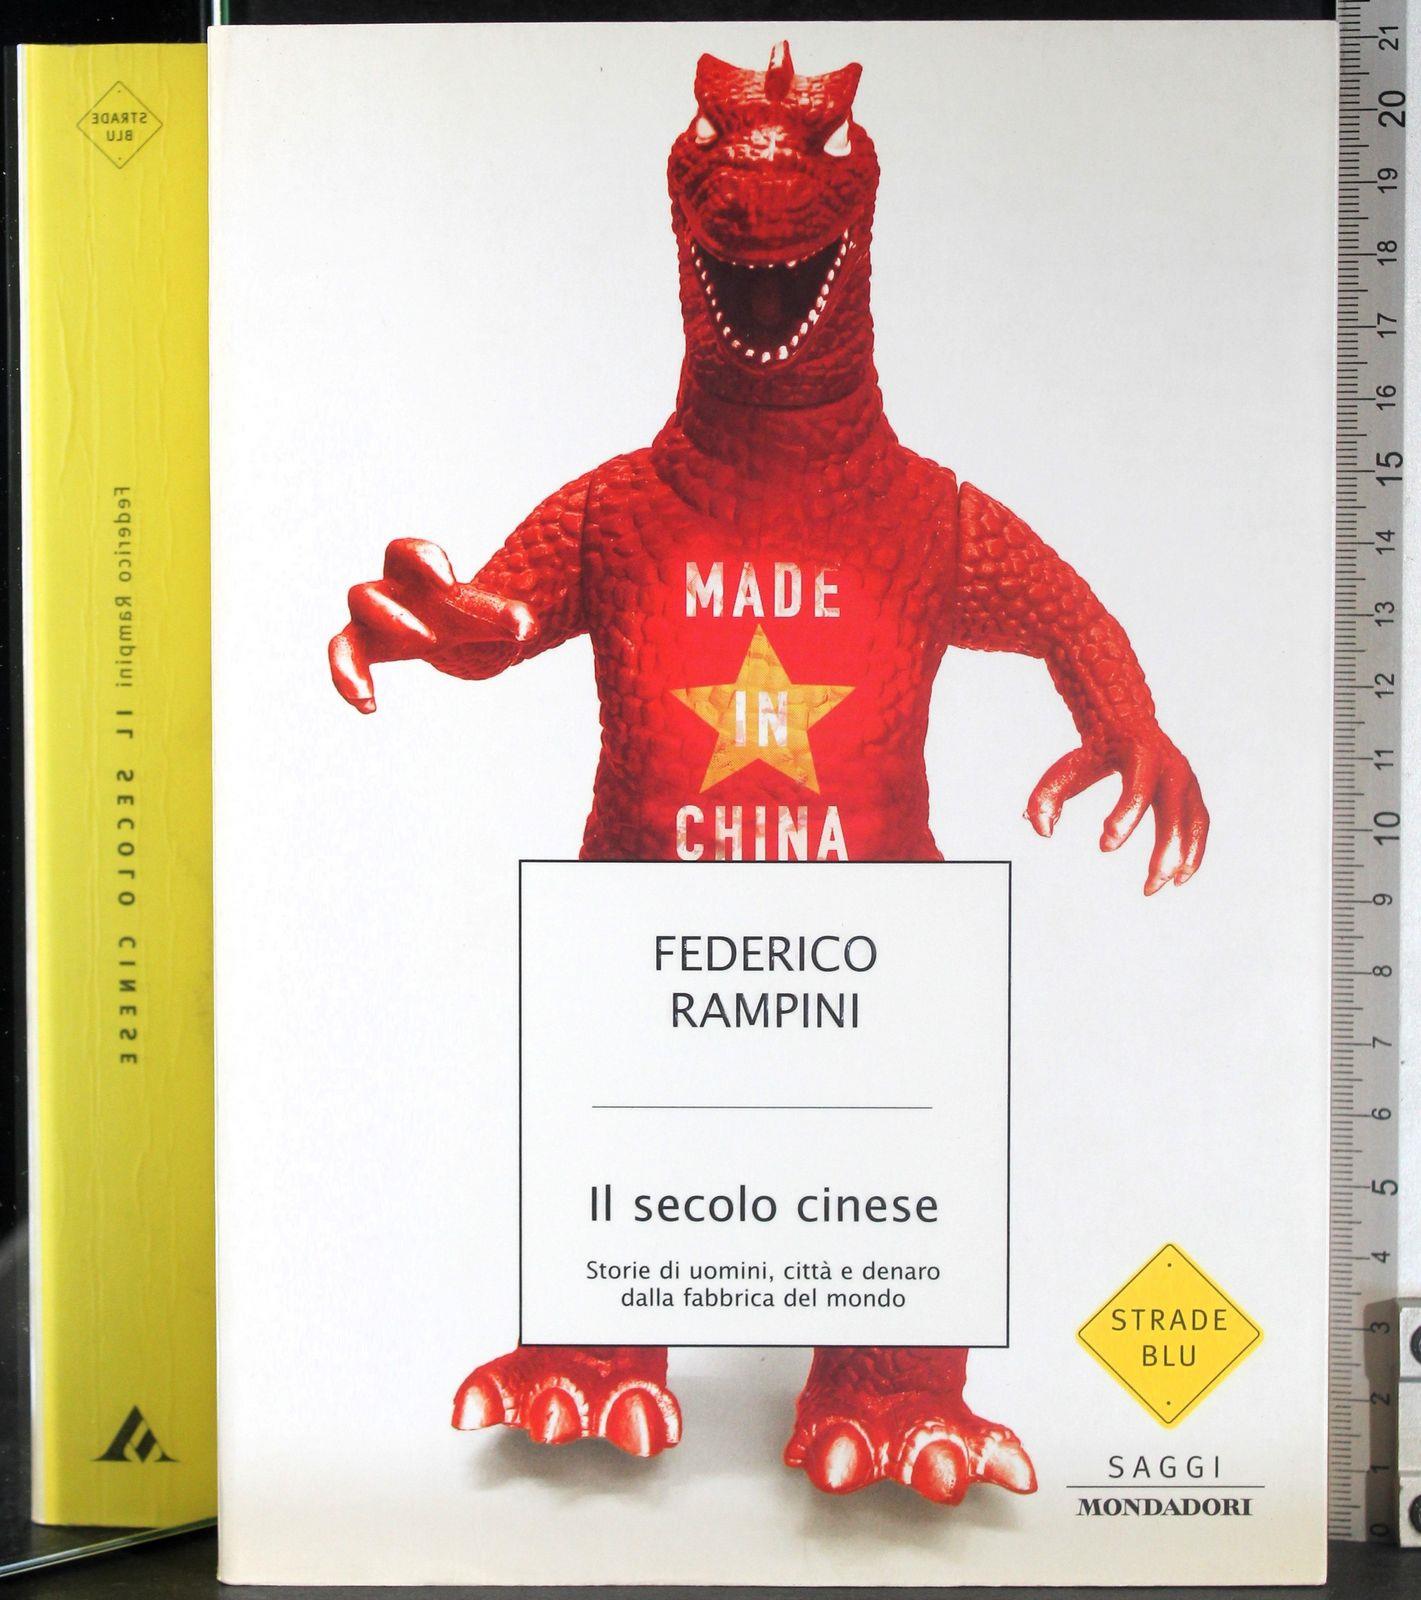 STRADE
BLU
Federico Rampini IL SECOLO CINESE
MADE
IN
CHINA
FEDERICO
RAMPINI
Il secolo cinese
Storie di uomini, città e denaro
dalla fabbrica del mondo
STRADE
BLU
SAGGI
MONDADORI
21
20
19
18
17
16
15
14
13
12
11
10
9
8
7
6
5
4
3
2
1
0